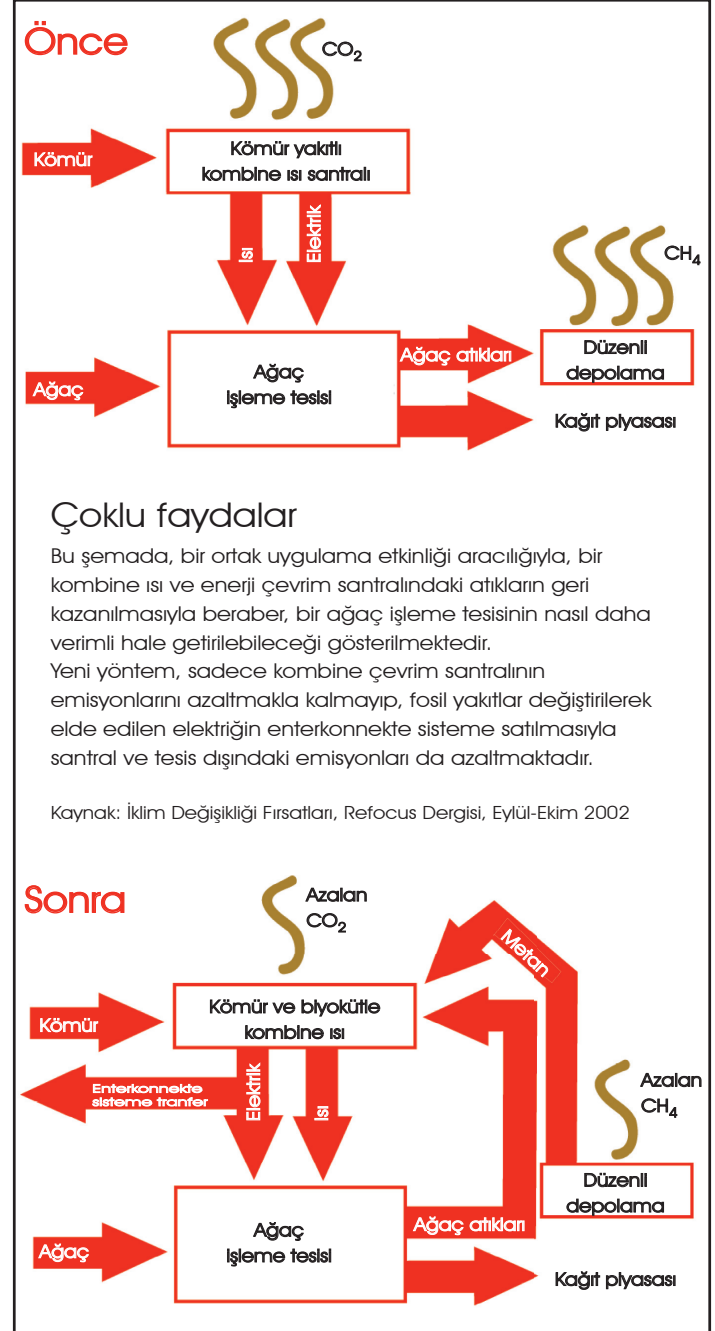 Önce
CO₂
Kömür
Kömür yakıtlı
kombine ısı santralı
Isı
Elektrik
CH₄
Ağaç
Ağaç
işleme tesisi
Ağaç atıkları
Düzenli
depolama
Kağıt piyasası
Çoklu faydalar
Bu şemada, bir ortak uygulama etkinliği aracılığıyla, bir
kombine ısı ve enerji çevrim santralındaki atıkların geri
kazanılmasıyla beraber, bir ağaç işleme tesisinin nasıl daha
verimli hale getirilebileceği gösterilmektedir.
Yeni yöntem, sadece kombine çevrim santralının
emisyonlarını azaltmakla kalmayıp, fosil yakıtlar değiştirilerek
elde edilen elektriğin enterkonnekte sisteme satılmasıyla
santral ve tesis dışındaki emisyonları da azaltmaktadır.
Kaynak: İklim Değişikliği Fırsatları, Refocus Dergisi, Eylül-Ekim 2002
Sonra
Azalan
CO₂
Metan
Kömür
Kömür ve biyokütle
kombine ısı
Enterkonnekte
sisteme tranfer
Elektrik
Isı
Azalan
CH₄
Düzenli
depolama
Ağaç
Ağaç
işleme tesisi
Ağaç atıkları
Kağıt piyasası